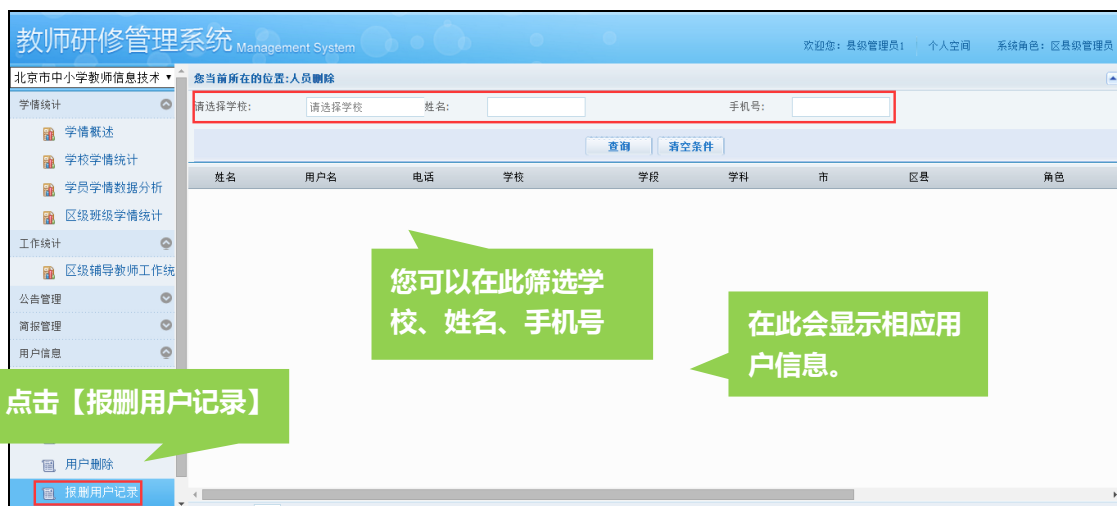 教师研修管理系统 Management System
欢迎您：县级管理员1 个人空间 系统角色：区县级管理员
北京市中小学教师信息技术
您当前所在的位置:人员删除
学情统计
请选择学校: 请选择学校 姓名: 手机号:
学情概述
查询 清空条件
学校学情统计
姓名 用户名 电话 学校 学段 学科 市 区县 角色
学员学情数据分析
区级班级学情统计
工作统计
区级辅导教师工作统
公告管理
简报管理
用户信息
您可以在此筛选学
校、姓名、手机号
在此会显示相应用
户信息。
点击【报删用户记录】
用户删除
报删用户记录